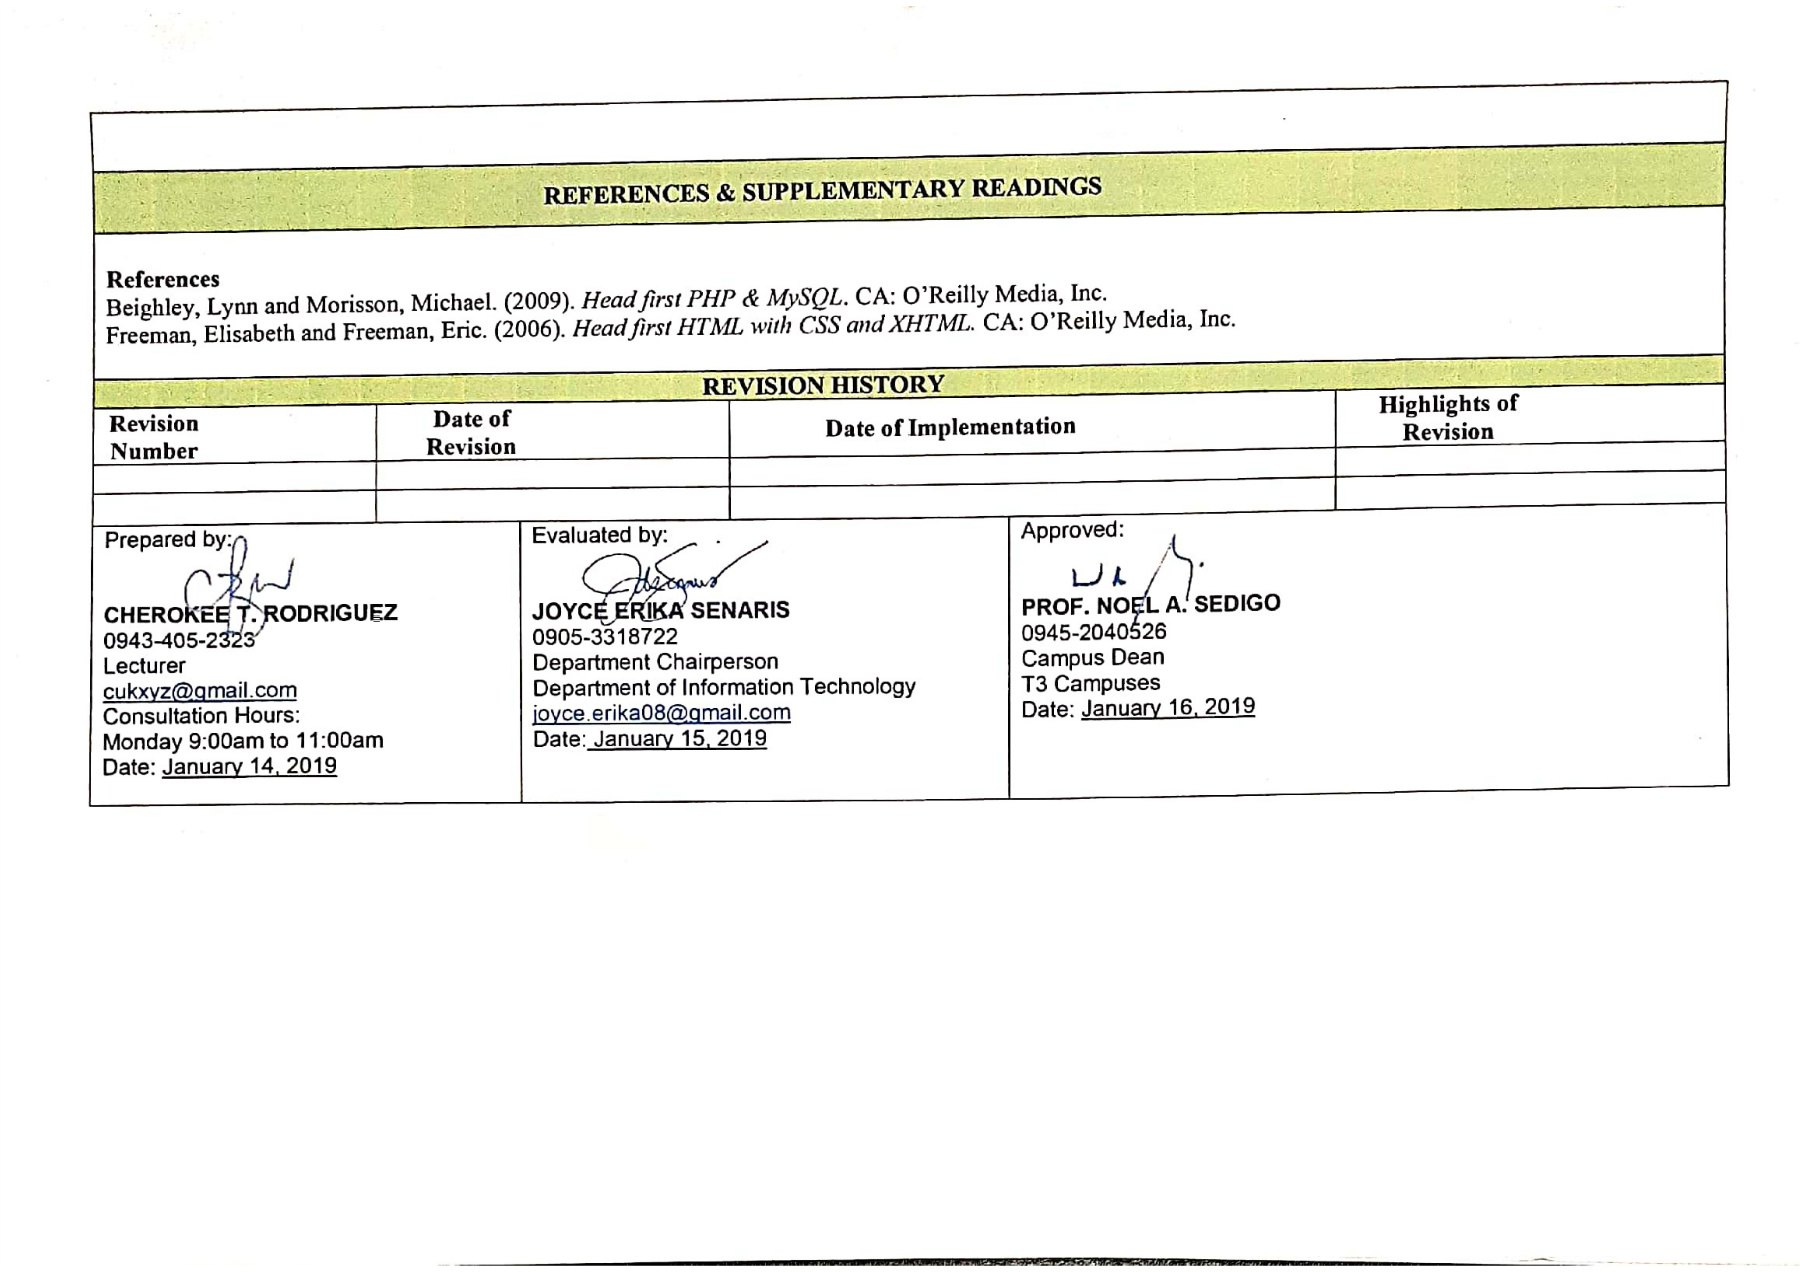 REFERENCES & SUPPLEMENTARY READINGS
References
Beighley, Lynn and Morisson, Michael. (2009). Head first PHP & MySQL. CA: O'Reilly Media, Inc.
Freeman, Elisabeth and Freeman, Eric. (2006). Head first HTML with CSS and XHTML. CA: O'Reilly Media, Inc.
REVISION HISTORY
Revision
Number
Date of
Revision
Date of Implementation
Highlights of
Revision
Prepared by:
CHEROKEE T. RODRIGUEZ
0943-405-2323
Lecturer
cukxyz@gmail.com
Consultation Hours:
Monday 9:00am to 11:00am
Date: January 14, 2019
Evaluated by:
JOYCE ERIKA SENARIS
0905-3318722
Department Chairperson
Department of Information Technology
joyce.erika08@gmail.com
Date: January 15, 2019
Approved:
PROF. NOEL A. SEDIGO
0945-2040526
Campus Dean
T3 Campuses
Date: January 16, 2019